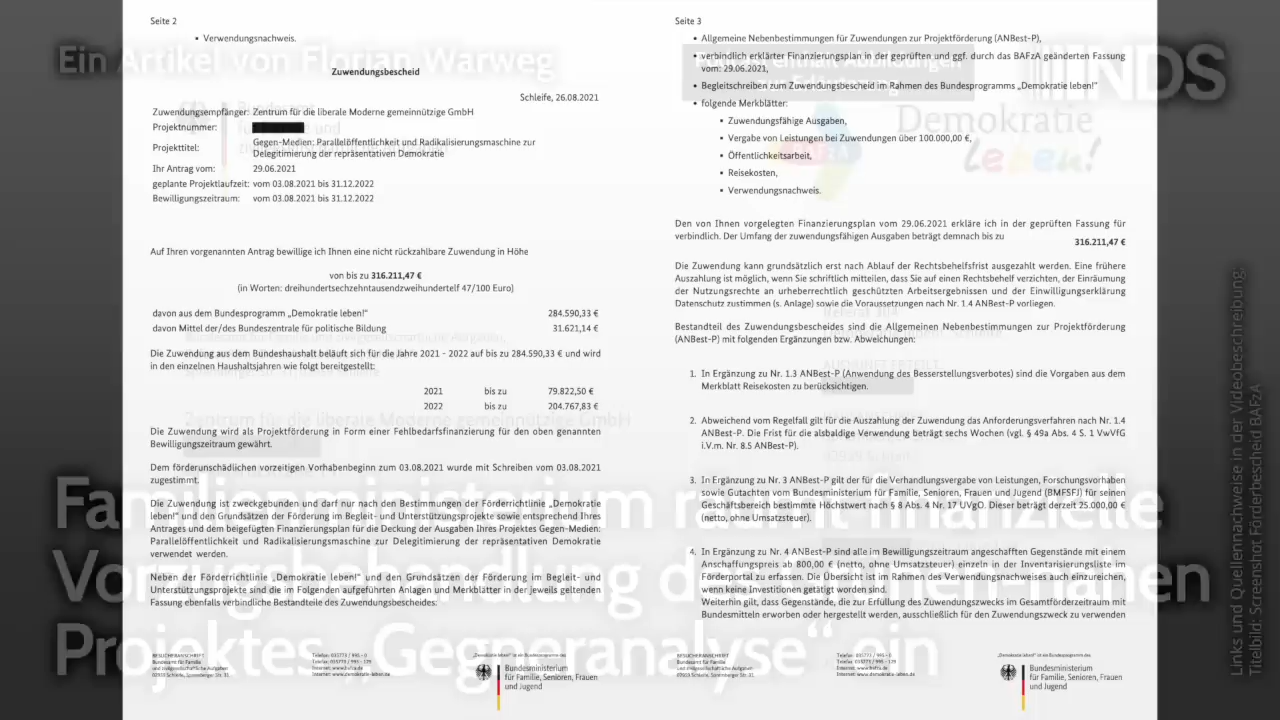 Seite 2
• Verwendungsnachweis.
Zuwendungsbescheid
Schleife, 26.08.2021
Zuwendungsempfänger: Zentrum für die liberale Moderne gemeinnützige GmbH
Projektnummer:
Projekttitel: Gegen-Medien: Parallelöffentlichkeit und Radikalisierungsmaschine zur
Delegitimierung der repräsentativen Demokratie
Ihr Antrag vom: 29.06.2021
geplante Projektlaufzeit: vom 03.08.2021 bis 31.12.2022
Bewilligungszeitraum: vom 03.08.2021 bis 31.12.2022
Auf Ihren vorgenannten Antrag bewillige ich Ihnen eine nicht rückzahlbare Zuwendung in Höhe
von bis zu 316.211,47 €
(in Worten: dreihundertsechzehntausendzweihundertelf 47/100 Euro)
davon aus dem Bundesprogramm „Demokratie leben!“ 284.590,33 €
davon Mittel der/des Bundeszentrale für politische Bildung 31.621,14 €
Die Zuwendung aus dem Bundeshaushalt beläuft sich für die Jahre 2021 - 2022 auf bis zu 284.590,33 € und wird
in den einzelnen Haushaltsjahren wie folgt bereitgestellt:
2021 bis zu 79.822,50 €
2022 bis zu 204.767,83 €
Die Zuwendung wird als Projektförderung in Form einer Fehlbedarfsfinanzierung für den oben genannten
Bewilligungszeitraum gewährt.
Dem förderunschädlichen vorzeitigen Vorhabenbeginn zum 03.08.2021 wurde mit Schreiben vom 03.08.2021
zugestimmt.
Die Zuwendung ist zweckgebunden und darf nur nach den Bestimmungen der Förderrichtlinie „Demokratie
leben!“ und den Grundsätzen der Förderung im Begleit- und Unterstützungsprojekte sowie entsprechend Ihres
Antrages und dem beigefügten Finanzierungsplan für die Deckung der Ausgaben Ihres Projektes Gegen-Medien:
Parallelöffentlichkeit und Radikalisierungsmaschine zur Delegitimierung der repräsentativen Demokratie
verwendet werden.
Neben der Förderrichtlinie „Demokratie leben!“ und den Grundsätzen der Förderung im Begleit- und
Unterstützungsprojekte sind die im Folgenden aufgeführten Anlagen und Merkblätter in der jeweils geltenden
Fassung ebenfalls verbindliche Bestandteile des Zuwendungsbescheides:
BESUCHERANSCHRIFT
Bundesamt für Familie
und zivilgesellschaftliche Aufgaben
02959 Schleife, Spremberger Str. 31
Bundesministerium
für Familie, Senioren, Frauen
und Jugend
Seite 3
• Allgemeine Nebenbestimmungen für Zuwendungen zur Projektförderung (ANBest-P),
• verbindlich erklärter Finanzierungsplan in der geprüften und ggf. durch das BAFzA geänderten Fassung
vom: 29.06.2021,
• Begleitschreiben zum Zuwendungsbescheid im Rahmen des Bundesprogramms „Demokratie leben!“
• folgende Merkblätter:
• Zuwendungsfähige Ausgaben,
• Vergabe von Leistungen bei Zuwendungen über 100.000,00 €,
• Öffentlichkeitsarbeit,
• Reisekosten,
• Verwendungsnachweis.
Den von Ihnen vorgelegten Finanzierungsplan vom 29.06.2021 erkläre ich in der geprüften Fassung für
verbindlich. Der Umfang der zuwendungsfähigen Ausgaben beträgt demnach bis zu
316.211,47 €
Die Zuwendung kann grundsätzlich erst nach Ablauf der Rechtsbehelfsfrist ausgezahlt werden. Eine frühere
Auszahlung ist möglich, wenn Sie schriftlich mitteilen, dass Sie auf einen Rechtsbehelf verzichten, der Einräumung
der Nutzungsrechte an urheberrechtlich geschützten Arbeitsergebnissen und der Einwilligungserklärung
Datenschutz zustimmen (s. Anlage) sowie die Voraussetzungen nach Nr. 1.4 ANBest-P vorliegen.
Bestandteil des Zuwendungsbescheides sind die Allgemeinen Nebenbestimmungen zur Projektförderung
(ANBest-P) mit folgenden Ergänzungen bzw. Abweichungen:
1. In Ergänzung zu Nr. 1.3 ANBest-P (Anwendung des Besserstellungsverbotes) sind die Vorgaben aus dem
Merkblatt Reisekosten zu berücksichtigen.
2. Abweichend vom Regelfall gilt für die Auszahlung der Zuwendung das Anforderungsverfahren nach Nr. 1.4
ANBest-P. Die Frist für die alsbaldige Verwendung beträgt sechs Wochen (vgl. § 49a Abs. 4 S. 1 VwVfG
i.V.m. Nr. 8.5 ANBest-P).
3. In Ergänzung zu Nr. 3 ANBest-P gilt der für die Verhandlungsvergabe von Leistungen, Forschungsvorhaben
sowie Gutachten vom Bundesministerium für Familie, Senioren, Frauen und Jugend (BMFSFJ) für seinen
Geschäftsbereich bestimmte Höchstwert nach § 8 Abs. 4 Nr. 17 UVgO. Dieser beträgt derzeit 25.000,00 €
(netto, ohne Umsatzsteuer).
4. In Ergänzung zu Nr. 4 ANBest-P sind alle im Bewilligungszeitraum angeschafften Gegenstände mit einem
Anschaffungspreis ab 800,00 € (netto, ohne Umsatzsteuer) einzeln in der Inventarisierungsliste im
Förderportal zu erfassen. Die Übersicht ist im Rahmen des Verwendungsnachweises auch einzureichen,
wenn keine Investitionen getätigt worden sind.
Weiterhin gilt, dass Gegenstände, die zur Erfüllung des Zuwendungszwecks im Gesamtförderzeitraum mit
Bundesmitteln erworben oder hergestellt werden, ausschließlich für den Zuwendungszweck zu verwenden
Bundesministerium
für Familie, Senioren, Frauen
und Jugend
Ein Artikel von Florian Warweg
NDS
Demokratie
leben!
Zentrum für die liberale Moderne gemeinnützige GmbH
Links und Quellennachweise in der Videobeschreibung;
Titelbild: Screenshot Förderbescheid BAFzA